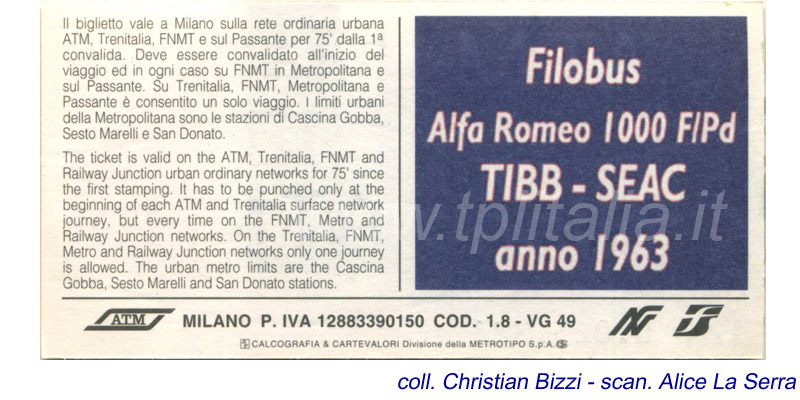 Il biglietto vale a Milano sulla rete ordinaria urbana
ATM, Trenitalia, FNMT e sul Passante per 75' dalla 1ª
convalida. Deve essere convalidato all'inizio del
viaggio ed in ogni caso su FNMT in Metropolitana e
sul Passante. Su Trenitalia, FNMT, Metropolitana e
Passante è consentito un solo viaggio. I limiti urbani
della Metropolitana sono le stazioni di Cascina Gobba,
Sesto Marelli e San Donato.
The ticket is valid on the ATM, Trenitalia, FNMT and
Railway Junction urban ordinary networks for 75' since
the first stamping. It has to be punched only at the
beginning of each ATM and Trenitalia surface network
journey, but every time on the FNMT, Metro and
Railway Junction networks. On the Trenitalia, FNMT,
Metro and Railway Junction networks only one journey
is allowed. The urban metro limits are the Cascina
Gobba, Sesto Marelli and San Donato stations.
Filobus
Alfa Romeo 1000 F/Pd
TIBB - SEAC
anno 1963
www.tplitalia.it
ATM MILANO P. IVA 12883390150 COD. 1.8 - VG 49
CALCOGRAFIA & CARTEVALORI Divisione della METROTIPO S.p.A.
coll. Christian Bizzi - scan. Alice La Serra